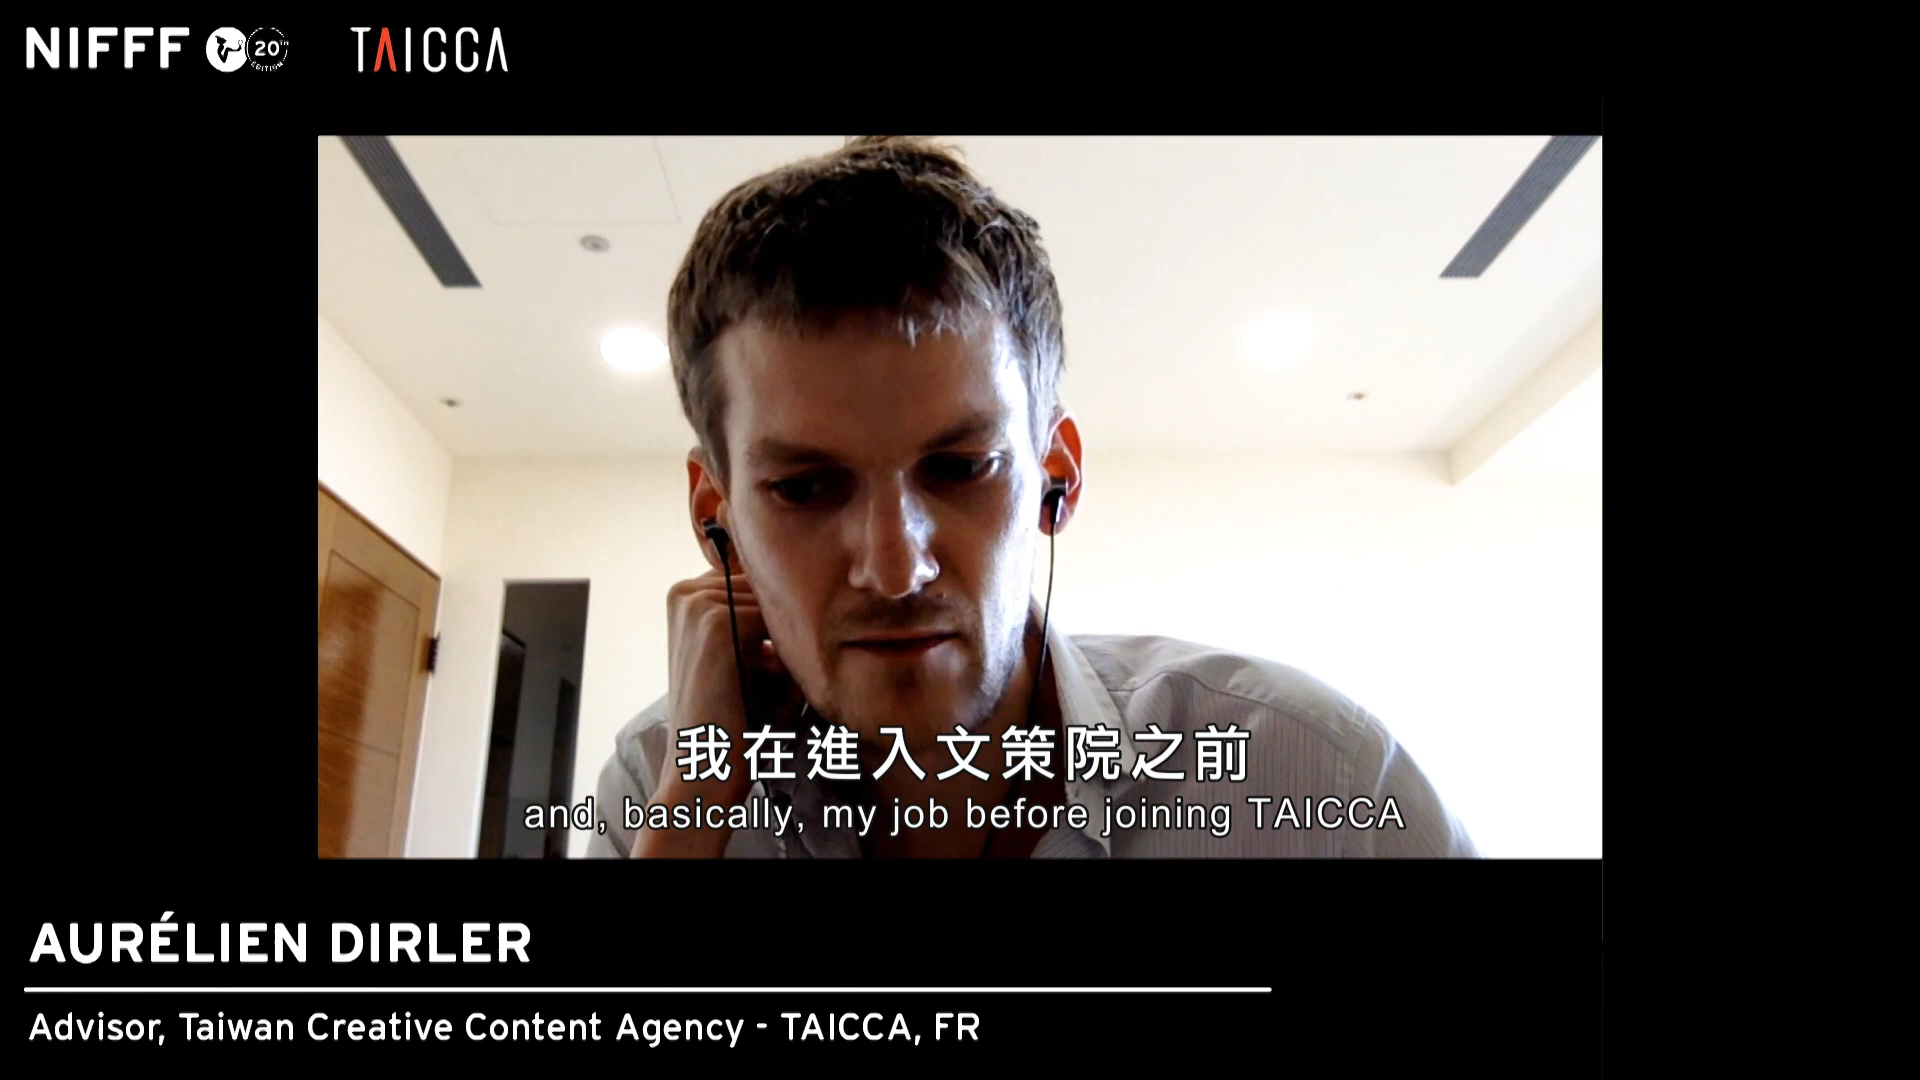 NIFFF 20TH EDITION TAICCA
我在進入文策院之前
and, basically, my job before joining TAICCA
AURÉLIEN DIRLER
Advisor, Taiwan Creative Content Agency - TAICCA, FR